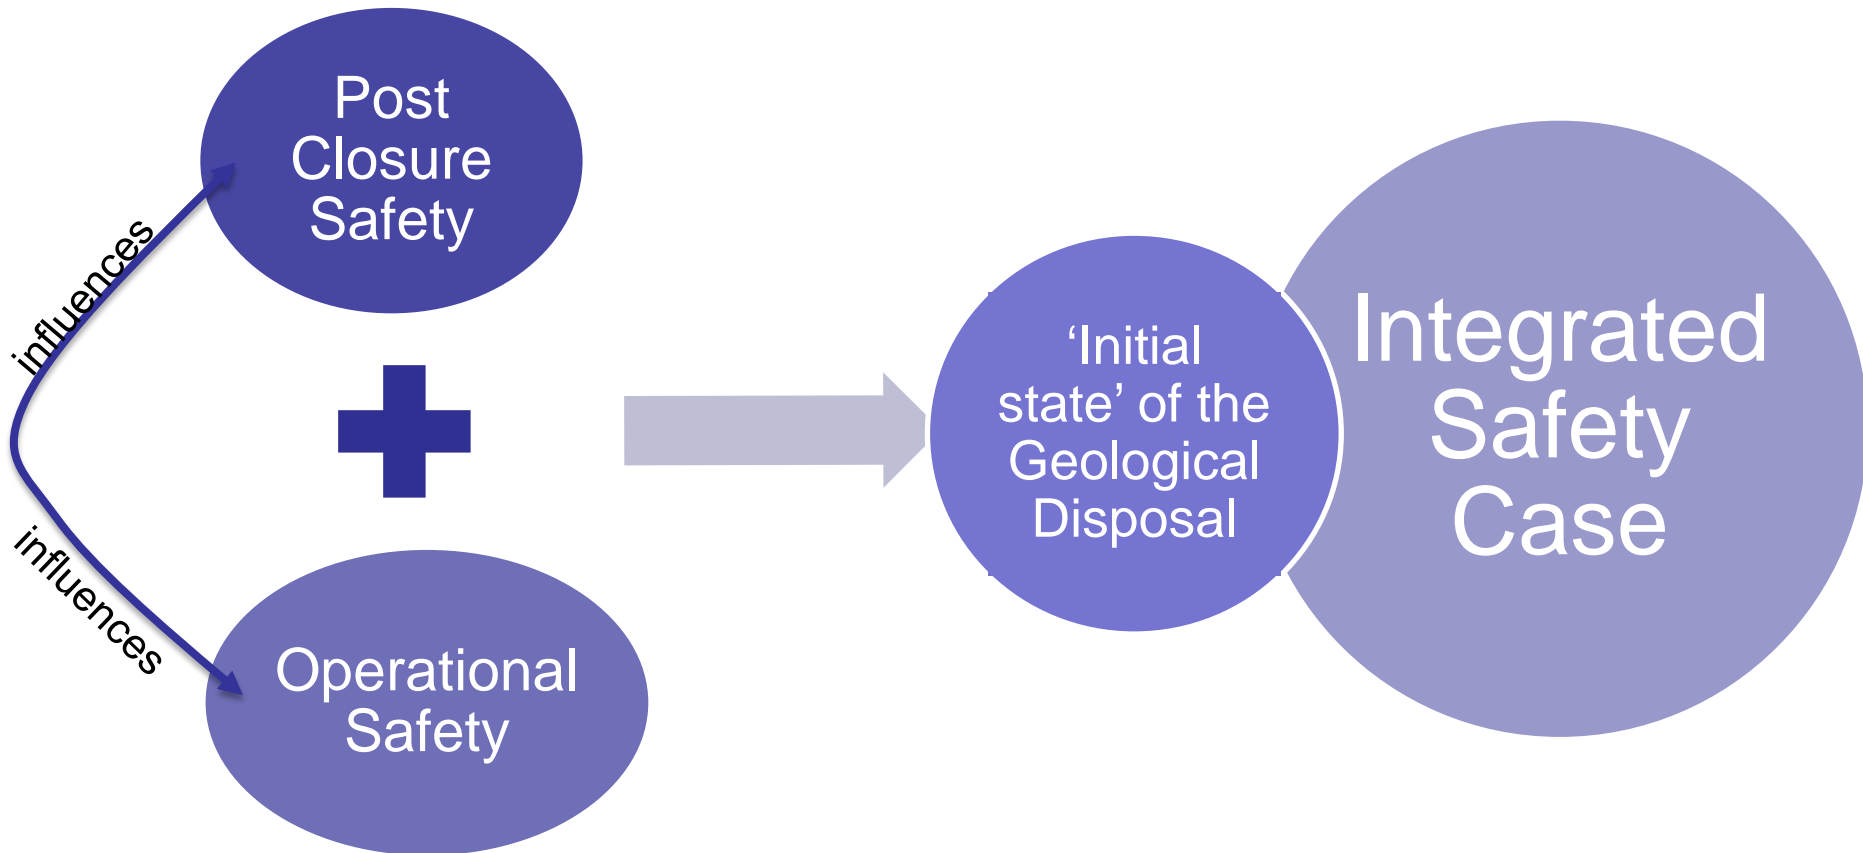 Post
Closure
Safety
influences
influences
Operational
Safety
‘Initial
state’ of the
Geological
Disposal
Integrated
Safety
Case